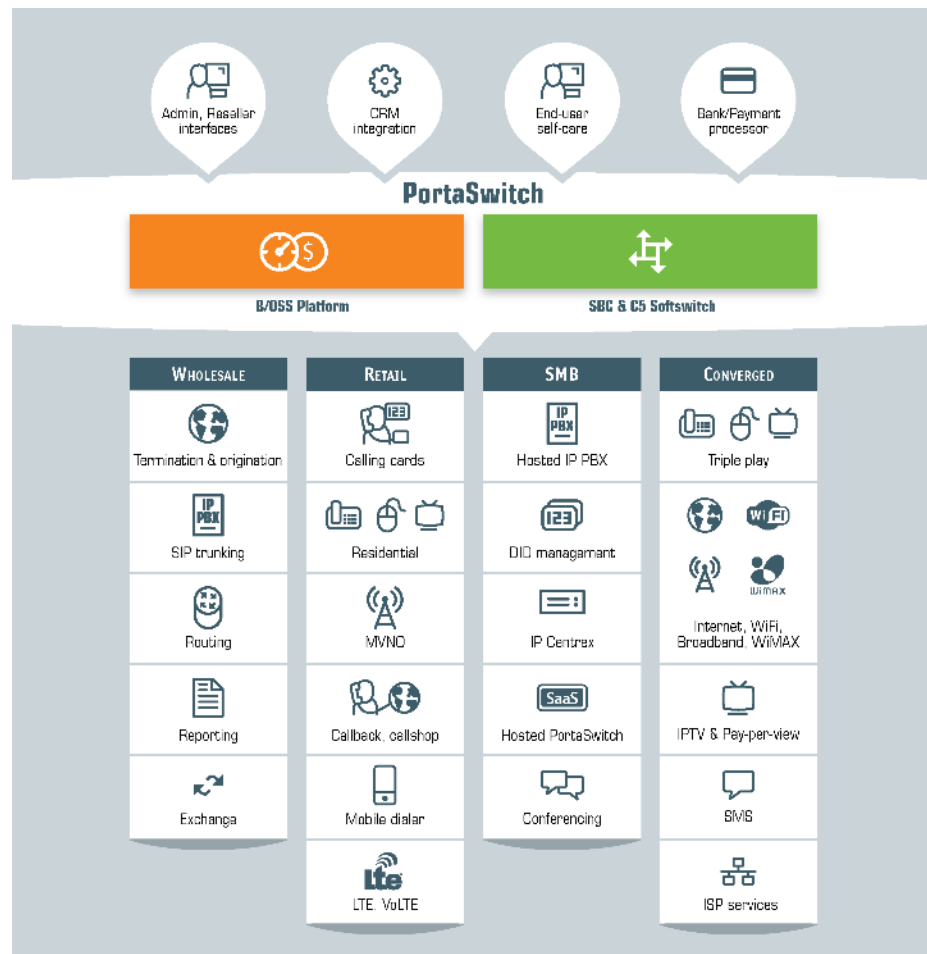 Admin, Reseller
interfaces
CRM
integration
End-user
self-care
Bank/Payment
processor
PortaSwitch
$
B/OSS Platform
SBC & C5 Softswitch
WHOLESALE
Termination & origination
IP
PBX
SIP trunking
Routing
Reporting
Exchange
RETAIL
123
Calling cards
Residential
MVNO
Callback, callshop
Mobile dialer
Lte
LTE, VoLTE
SMB
IP
PBX
Hosted IP PBX
123
DID management
IP Centrex
SaaS
Hosted PortaSwitch
Conferencing
CONVERGED
Triple play
WiFi
WiMAX
Internet, WiFi,
Broadband, WiMAX
IPTV & Pay-per-view
SMS
ISP services